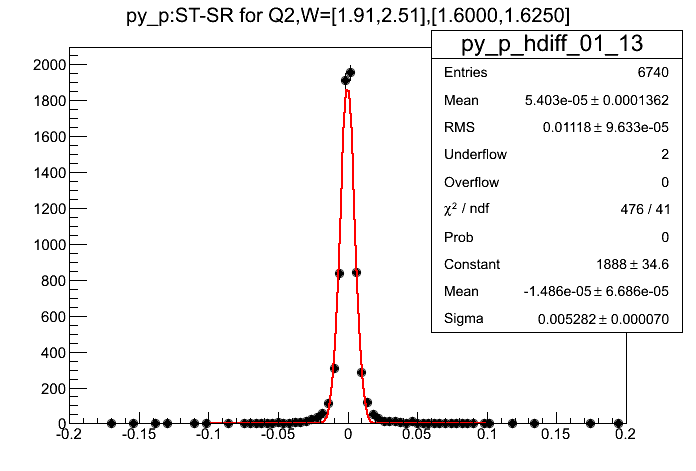 py_p:ST-SR for Q2,W=[1.91,2.51],[1.6000,1.6250]
py_p_hdiff_01_13
Entries 6740
Mean 5.403e-05 ± 0.0001362
RMS 0.01118 ± 9.633e-05
Underflow 2
Overflow 0
χ² / ndf 476 / 41
Prob 0
Constant 1888 ± 34.6
Mean -1.486e-05 ± 6.686e-05
Sigma 0.005282 ± 0.000070
2000
1800
1600
1400
1200
1000
800
600
400
200
0
-0.2 -0.15 -0.1 -0.05 0 0.05 0.1 0.15 0.2